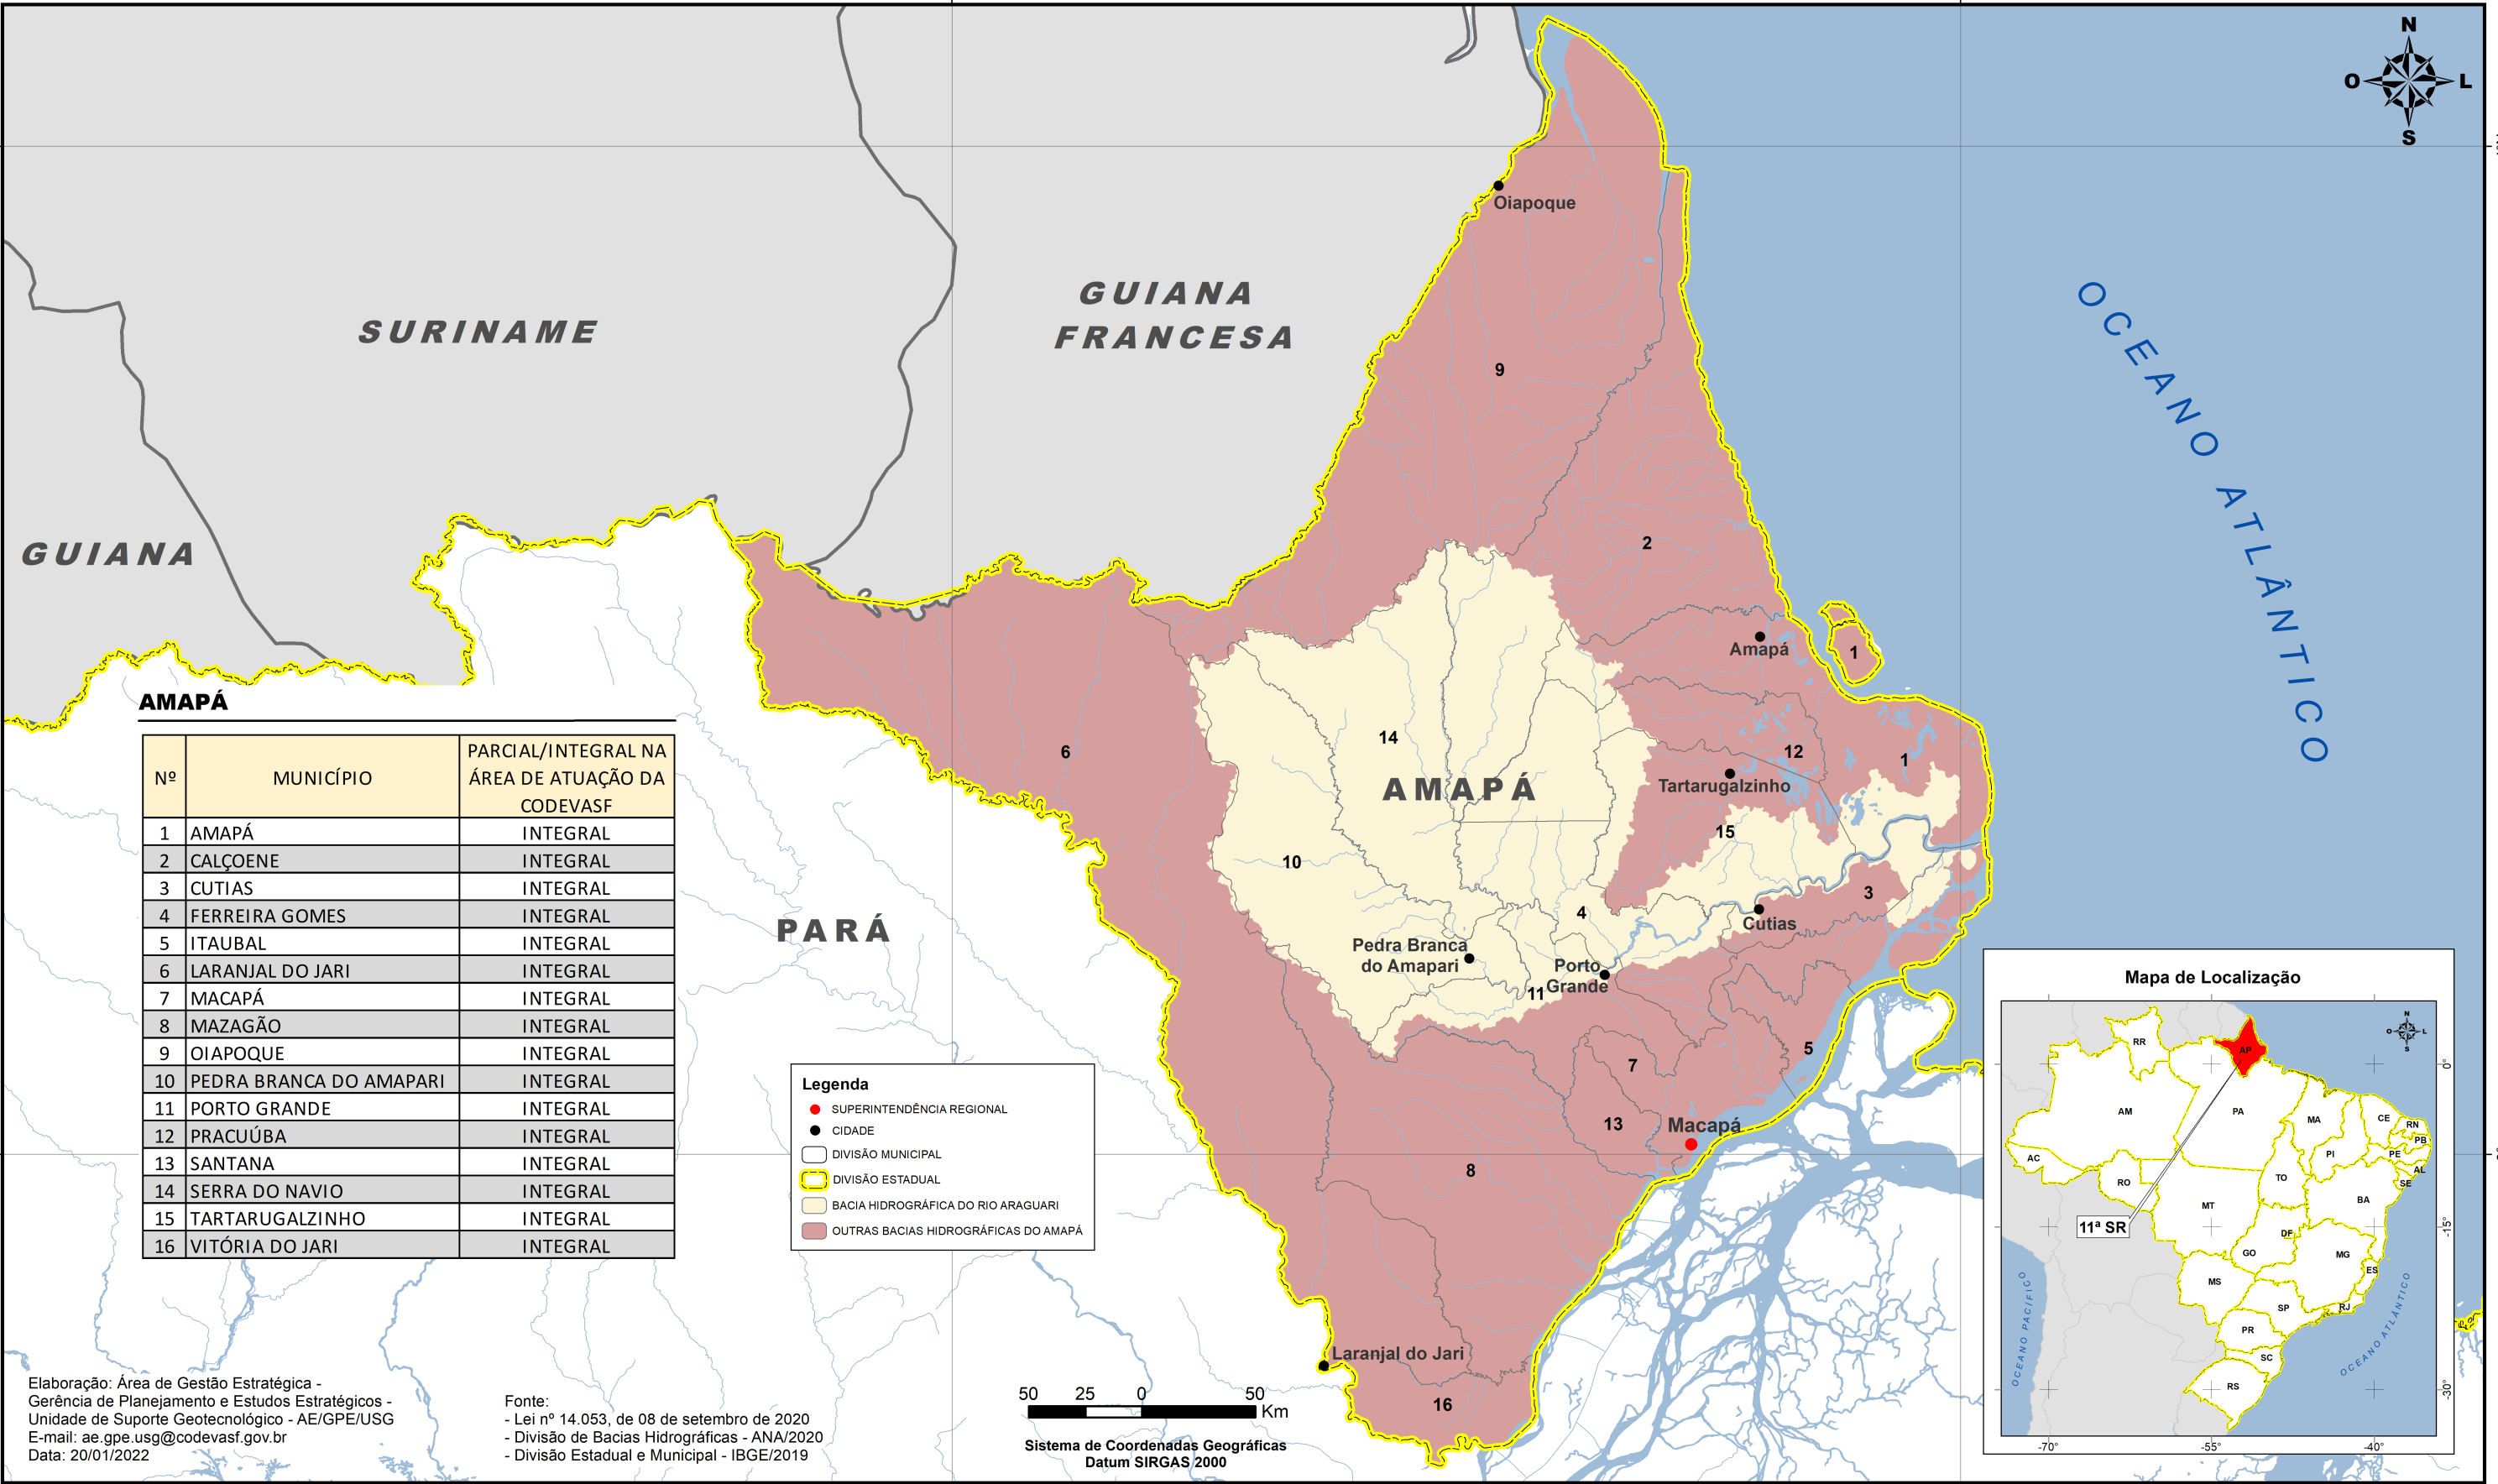 N
O
L
S
Oiapoque
GUIANA
FRANCESA
SURINAME
GUIANA
OCEANO ATLÂNTICO
9
2
Amapá
1
6
14
12
1
AMAPÁ
Tartarugalzinho
15
10
3
4
Cutias
PARÁ
Pedra Branca
do Amapari
Porto
Grande
11
5
7
13
Macapá
8
Laranjal do Jari
16
AMAPÁ
Nº MUNICÍPIO PARCIAL/INTEGRAL NA ÁREA DE ATUAÇÃO DA CODEVASF
1 AMAPÁ INTEGRAL
2 CALÇOENE INTEGRAL
3 CUTIAS INTEGRAL
4 FERREIRA GOMES INTEGRAL
5 ITAUBAL INTEGRAL
6 LARANJAL DO JARI INTEGRAL
7 MACAPÁ INTEGRAL
8 MAZAGÃO INTEGRAL
9 OIAPOQUE INTEGRAL
10 PEDRA BRANCA DO AMAPARI INTEGRAL
11 PORTO GRANDE INTEGRAL
12 PRACUÚBA INTEGRAL
13 SANTANA INTEGRAL
14 SERRA DO NAVIO INTEGRAL
15 TARTARUGALZINHO INTEGRAL
16 VITÓRIA DO JARI INTEGRAL
Legenda
SUPERINTENDÊNCIA REGIONAL
CIDADE
DIVISÃO MUNICIPAL
DIVISÃO ESTADUAL
BACIA HIDROGRÁFICA DO RIO ARAGUARI
OUTRAS BACIAS HIDROGRÁFICAS DO AMAPÁ
Elaboração: Área de Gestão Estratégica -
Gerência de Planejamento e Estudos Estratégicos -
Unidade de Suporte Geotecnológico - AE/GPE/USG
E-mail: ae.gpe.usg@codevasf.gov.br
Data: 20/01/2022
Fonte:
- Lei nº 14.053, de 08 de setembro de 2020
- Divisão de Bacias Hidrográficas - ANA/2020
- Divisão Estadual e Municipal - IBGE/2019
50 25 0 50
Km
Sistema de Coordenadas Geográficas
Datum SIRGAS 2000
Mapa de Localização
N
O
L
S
RR
AP
AM
PA
MA
CE
RN
PB
PI
PE
AC
AL
SE
RO
TO
BA
MT
11ª SR
DF
GO
MG
MS
ES
SP
RJ
PR
SC
RS
OCEANO PACÍFICO
OCEANO ATLÂNTICO
0°
-15°
-30°
-70°
-55°
-40°